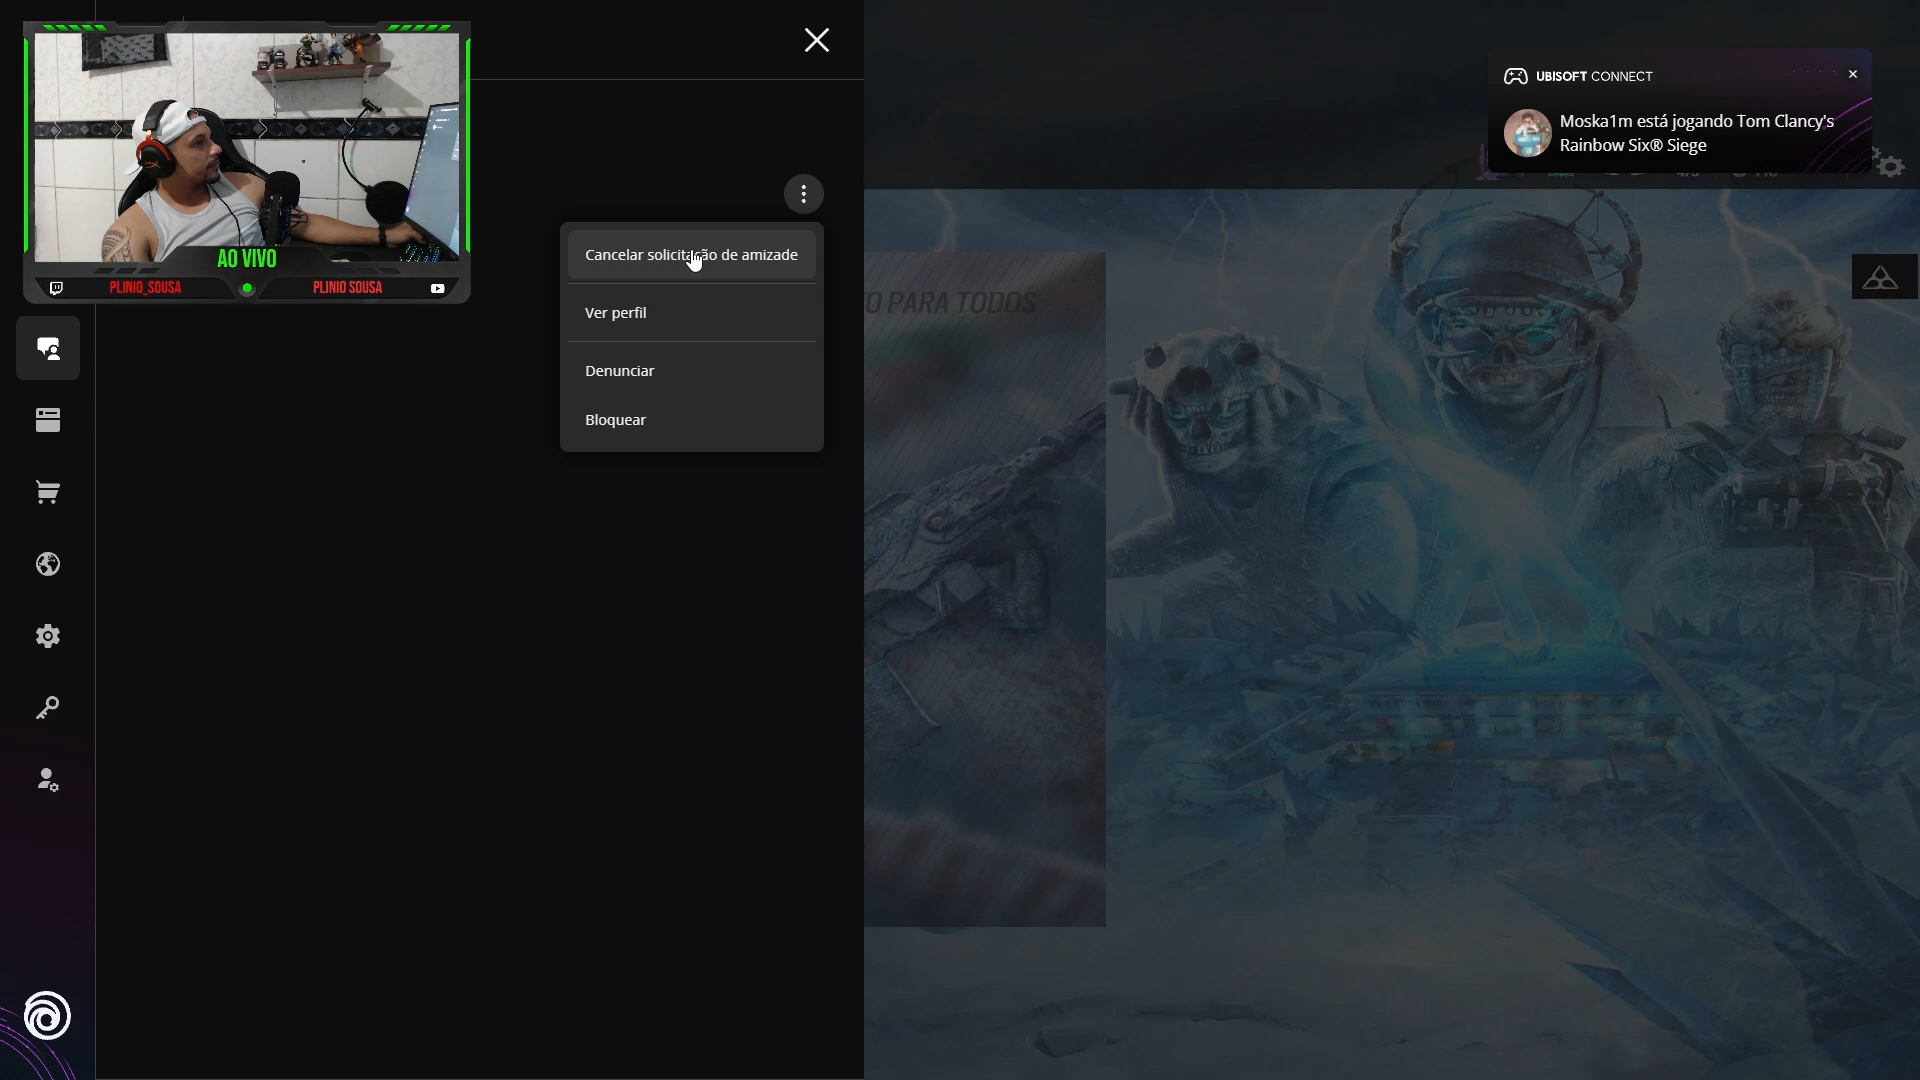 AO VIVO
PLINIO_SOUSA
PLINIO SOUSA
Cancelar solicitação de amizade
Ver perfil
Denunciar
Bloquear
O PARA TODOS
UBISOFT CONNECT
Moska1m está jogando Tom Clancy's
Rainbow Six® Siege